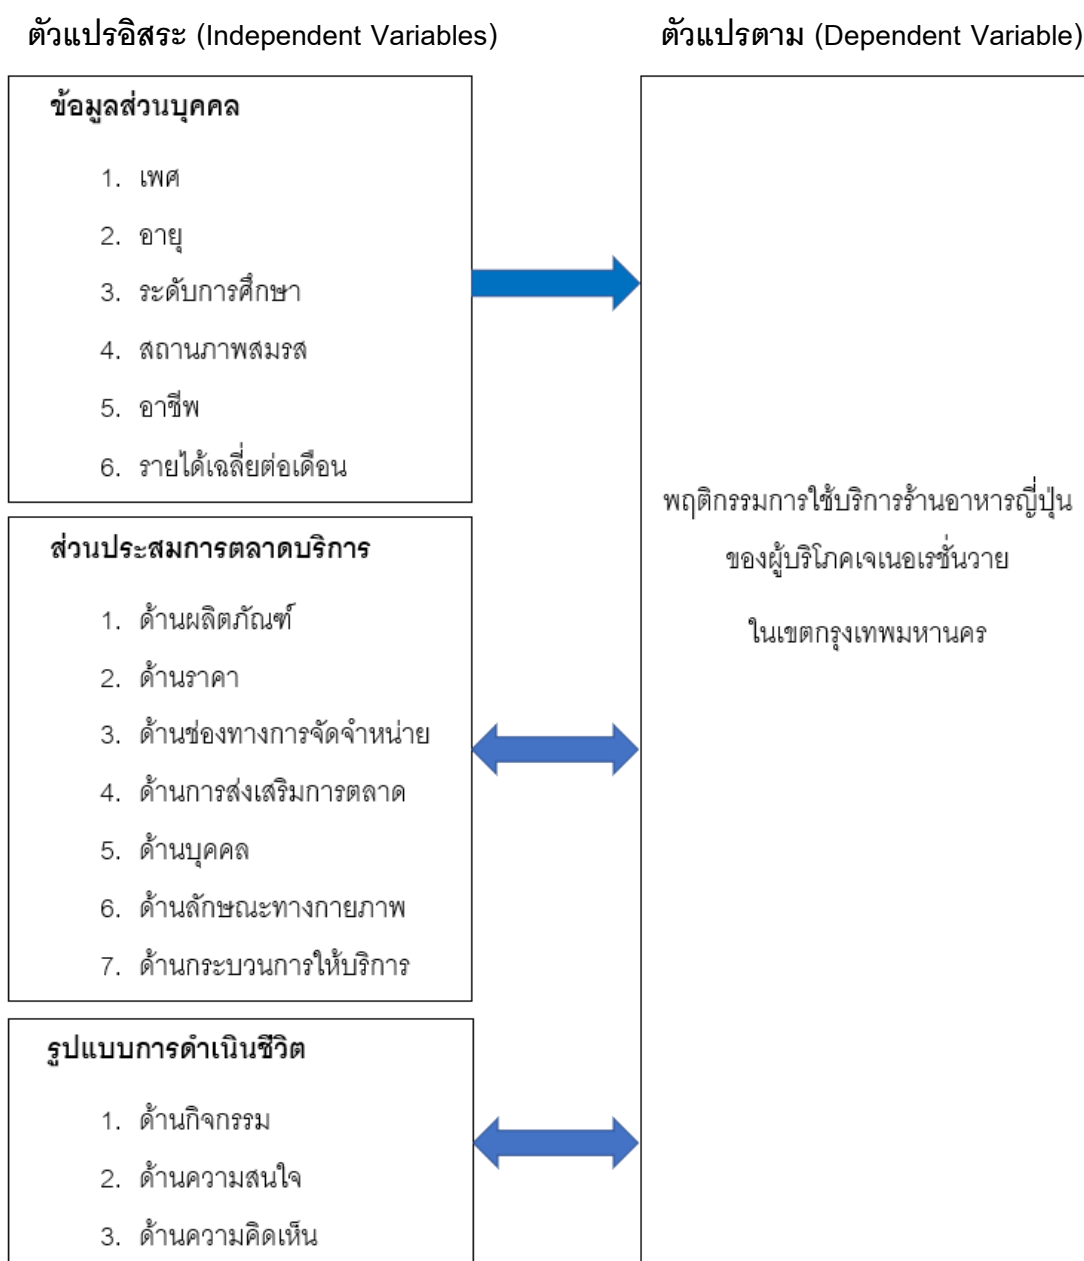 ตัวแปรอิสระ (Independent Variables)
ตัวแปรตาม (Dependent Variable)
ข้อมูลส่วนบุคคล
1. เพศ
2. อายุ
3. ระดับการศึกษา
4. สถานภาพสมรส
5. อาชีพ
6. รายได้เฉลี่ยต่อเดือน
ส่วนประสมการตลาดบริการ
1. ด้านผลิตภัณฑ์
2. ด้านราคา
3. ด้านช่องทางการจัดจำหน่าย
4. ด้านการส่งเสริมการตลาด
5. ด้านบุคคล
6. ด้านลักษณะทางกายภาพ
7. ด้านกระบวนการให้บริการ
รูปแบบการดำเนินชีวิต
1. ด้านกิจกรรม
2. ด้านความสนใจ
3. ด้านความคิดเห็น
พฤติกรรมการใช้บริการร้านอาหารญี่ปุ่น
ของผู้บริโภคเจเนอเรชั่นวาย
ในเขตกรุงเทพมหานคร